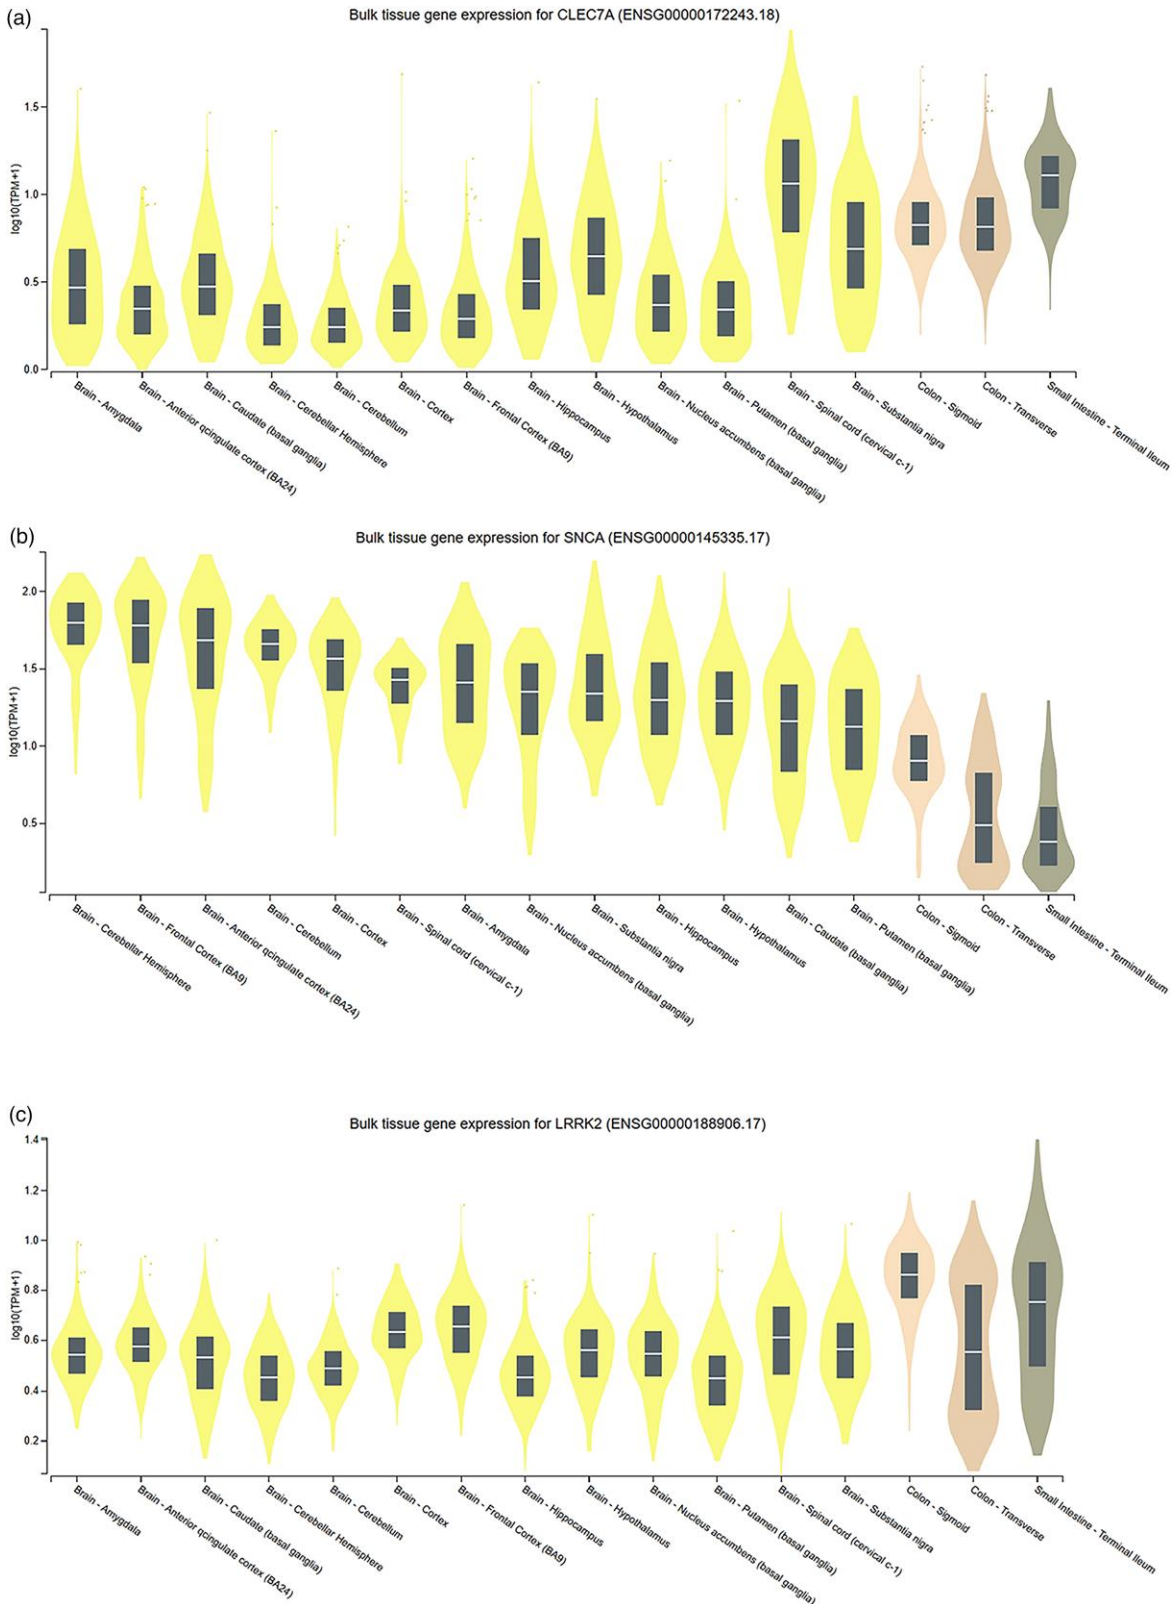 (a)
Bulk tissue gene expression for CLEC7A (ENSG00000172243.18)
log10(TPM+1)
1.5
1.0
0.5
0.0
Brain - Amygdala
Brain - Anterior qcingulate cortex (BA24)
Brain - Caudate (basal ganglia)
Brain - Cerebellar Hemisphere
Brain - Cerebellum
Brain - Cortex
Brain - Frontal Cortex (BA9)
Brain - Hippocampus
Brain - Hypothalamus
Brain - Nucleus accumbens (basal ganglia)
Brain - Putamen (basal ganglia)
Brain - Spinal cord (cervical c-1)
Brain - Substantia nigra
Colon - Sigmoid
Colon - Transverse
Small Intestine - Terminal Ileum
(b)
Bulk tissue gene expression for SNCA (ENSG00000145335.17)
log10(TPM+1)
2.0
1.5
1.0
0.5
Brain - Cerebellar Hemisphere
Brain - Frontal Cortex (BA9)
Brain - Anterior qcingulate cortex (BA24)
Brain - Cerebellum
Brain - Cortex
Brain - Spinal cord (cervical c-1)
Brain - Amygdala
Brain - Nucleus accumbens (basal ganglia)
Brain - Substantia nigra
Brain - Hippocampus
Brain - Hypothalamus
Brain - Caudate (basal ganglia)
Brain - Putamen (basal ganglia)
Colon - Sigmoid
Colon - Transverse
Small Intestine - Terminal Ileum
(c)
Bulk tissue gene expression for LRRK2 (ENSG00000188906.17)
log10(TPM+1)
1.4
1.2
1.0
0.8
0.6
0.4
0.2
Brain - Amygdala
Brain - Anterior qcingulate cortex (BA24)
Brain - Caudate (basal ganglia)
Brain - Cerebellar Hemisphere
Brain - Cerebellum
Brain - Cortex
Brain - Frontal Cortex (BA9)
Brain - Hippocampus
Brain - Hypothalamus
Brain - Nucleus accumbens (basal ganglia)
Brain - Putamen (basal ganglia)
Brain - Spinal cord (cervical c-1)
Brain - Substantia nigra
Colon - Sigmoid
Colon - Transverse
Small Intestine - Terminal Ileum